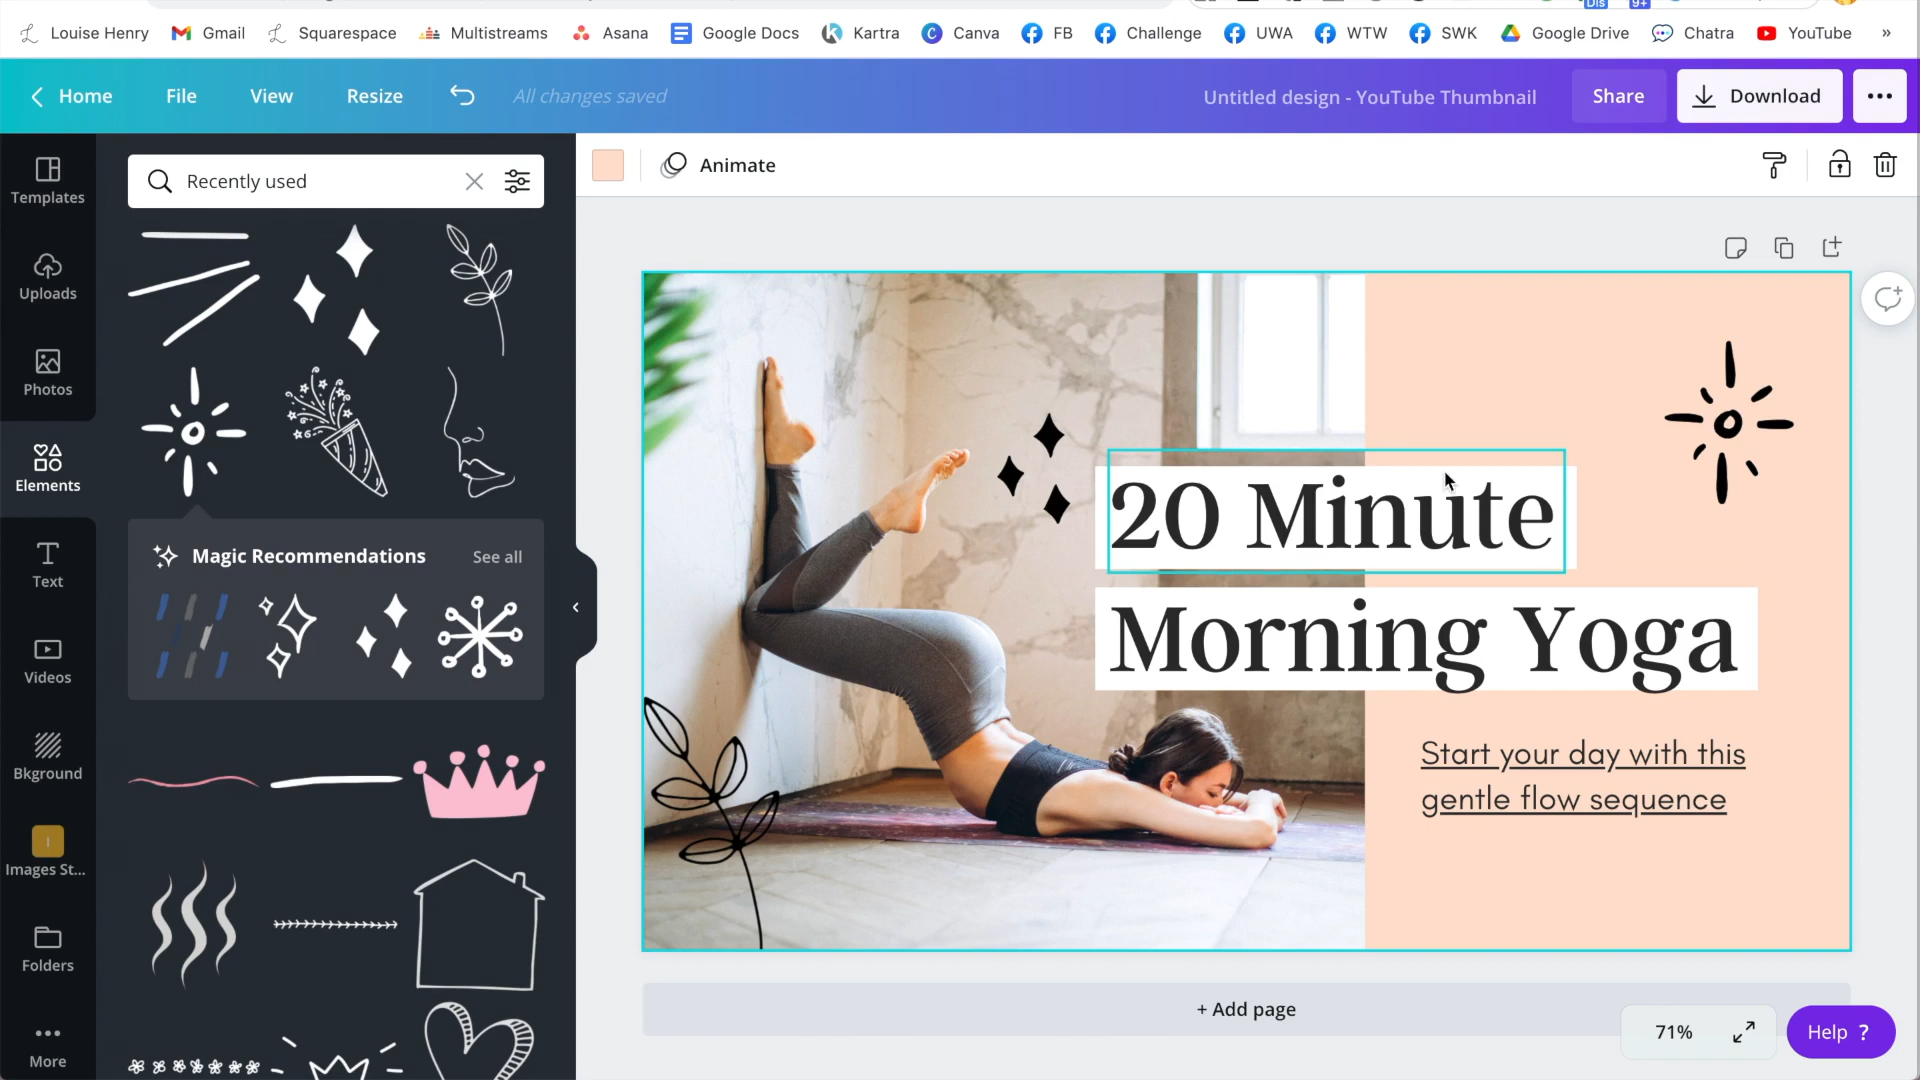 Louise Henry Gmail Squarespace Multistreams Asana Google Docs Kartra Canva FB Challenge UWA WTW SWK Google Drive Chatra YouTube »
Home File View Resize All changes saved Untitled design - YouTube Thumbnail Share Download
Templates
Uploads
Photos
Elements
Text
Videos
Bkground
Images St...
Folders
More
Recently used
Magic Recommendations See all
Animate
20 Minute
Morning Yoga
Start your day with this
gentle flow sequence
+ Add page
71%
Help ?